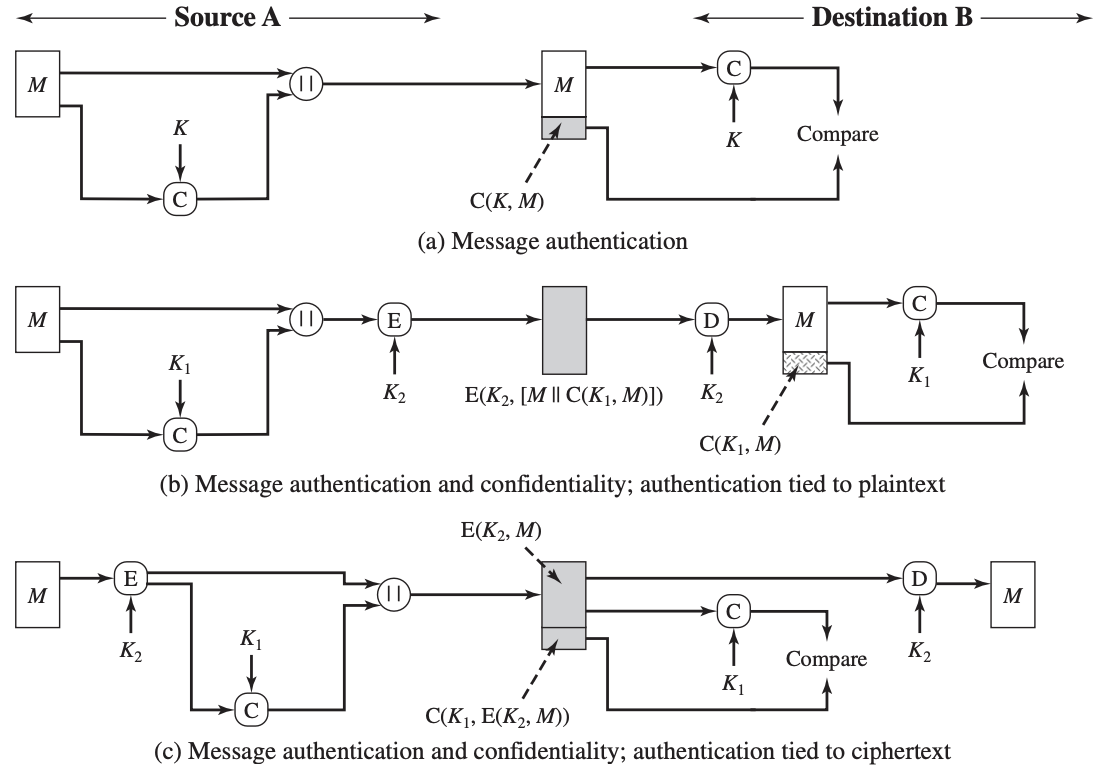 Source A
Destination B
M
||
M
C
K
K
Compare
C
C(K, M)
(a) Message authentication
M
||
E
D
M
C
K₁
K₂
E(K₂, [M || C(K₁, M)])
K₂
K₁
Compare
C
C(K₁, M)
(b) Message authentication and confidentiality; authentication tied to plaintext
E(K₂, M)
M
E
||
D
M
K₂
K₁
C
Compare
K₂
C
K₁
C(K₁, E(K₂, M))
(c) Message authentication and confidentiality; authentication tied to ciphertext